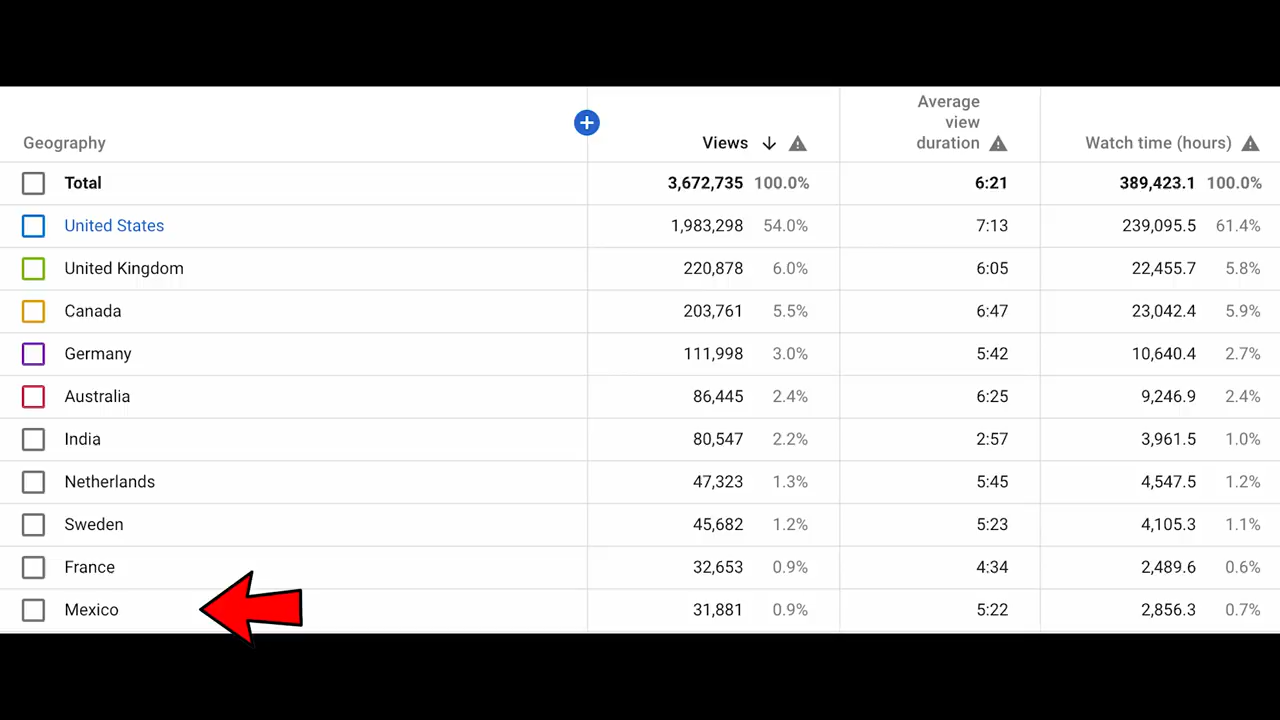 Geography Views Average view duration Watch time (hours)
Total 3,672,735 100.0% 6:21 389,423.1 100.0%
United States 1,983,298 54.0% 7:13 239,095.5 61.4%
United Kingdom 220,878 6.0% 6:05 22,455.7 5.8%
Canada 203,761 5.5% 6:47 23,042.4 5.9%
Germany 111,998 3.0% 5:42 10,640.4 2.7%
Australia 86,445 2.4% 6:25 9,246.9 2.4%
India 80,547 2.2% 2:57 3,961.5 1.0%
Netherlands 47,323 1.3% 5:45 4,547.5 1.2%
Sweden 45,682 1.2% 5:23 4,105.3 1.1%
France 32,653 0.9% 4:34 2,489.6 0.6%
Mexico 31,881 0.9% 5:22 2,856.3 0.7%